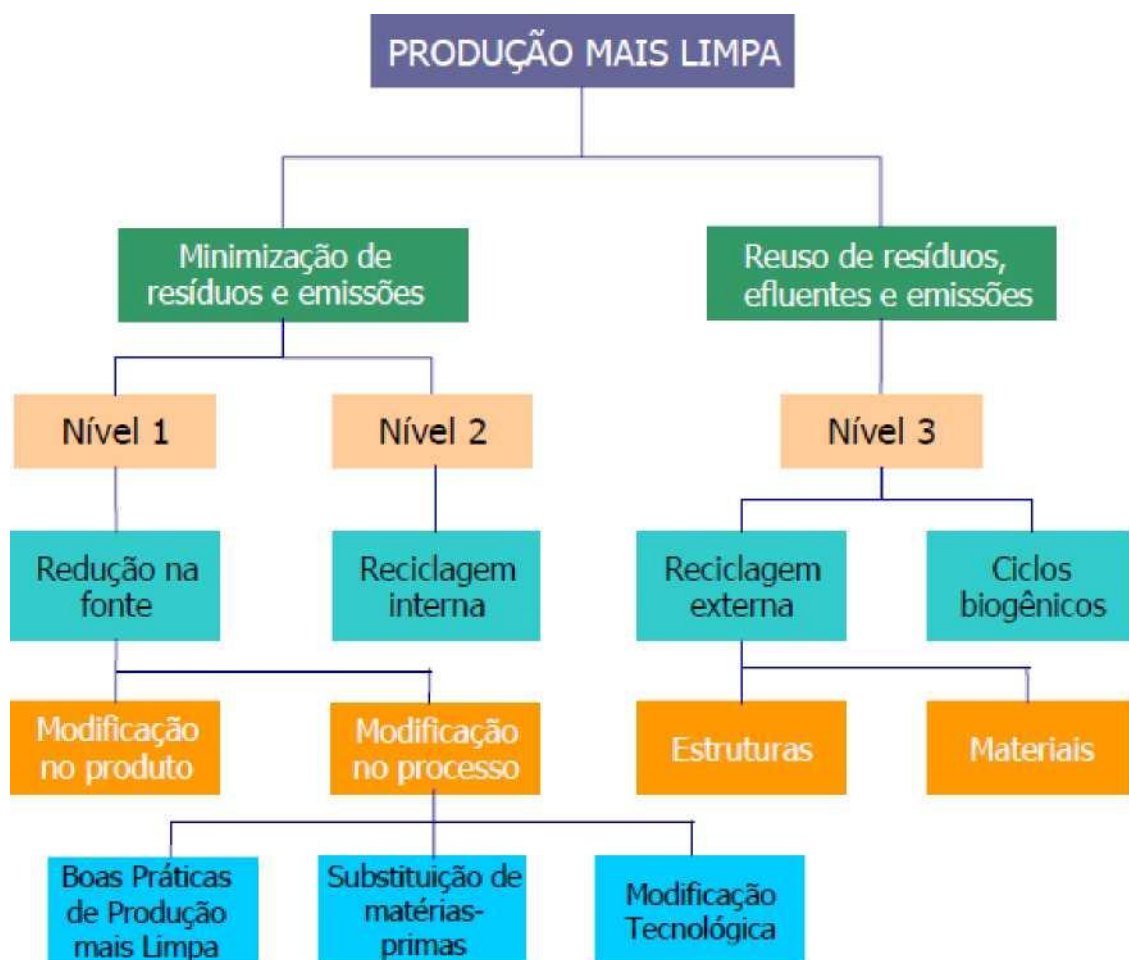 PRODUÇÃO MAIS LIMPA
Minimização de
resíduos e emissões
Reuso de resíduos,
efluentes e emissões
Nível 1
Nível 2
Nível 3
Redução na
fonte
Reciclagem
interna
Reciclagem
externa
Ciclos
biogênicos
Modificação
no produto
Modificação
no processo
Estruturas
Materiais
Boas Práticas
de Produção
mais Limpa
Substituição de
matérias-
primas
Modificação
Tecnológica